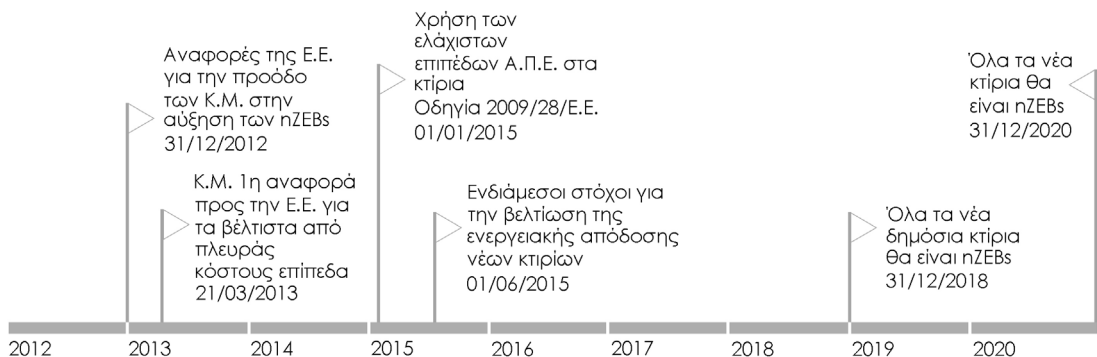 Αναφορές της Ε.Ε.
για την προόδο
των Κ.Μ. στην
αύξηση των nZEBs
31/12/2012
Κ.Μ. 1η αναφορά
προς την Ε.Ε. για
τα βέλτιστα από
πλευράς
κόστους επίπεδα
21/03/2013
Χρήση των
ελάχιστων
επιπέδων Α.Π.Ε. στα
κτίρια
Οδηγία 2009/28/Ε.Ε.
01/01/2015
Ενδιάμεσοι στόχοι για
την βελτίωση της
ενεργειακής απόδοσης
νέων κτιρίων
01/06/2015
Όλα τα νέα
δημόσια κτίρια
θα είναι nZEBs
31/12/2018
Όλα τα νέα
κτίρια θα
είναι nZEBs
31/12/2020
2012 2013 2014 2015 2016 2017 2018 2019 2020